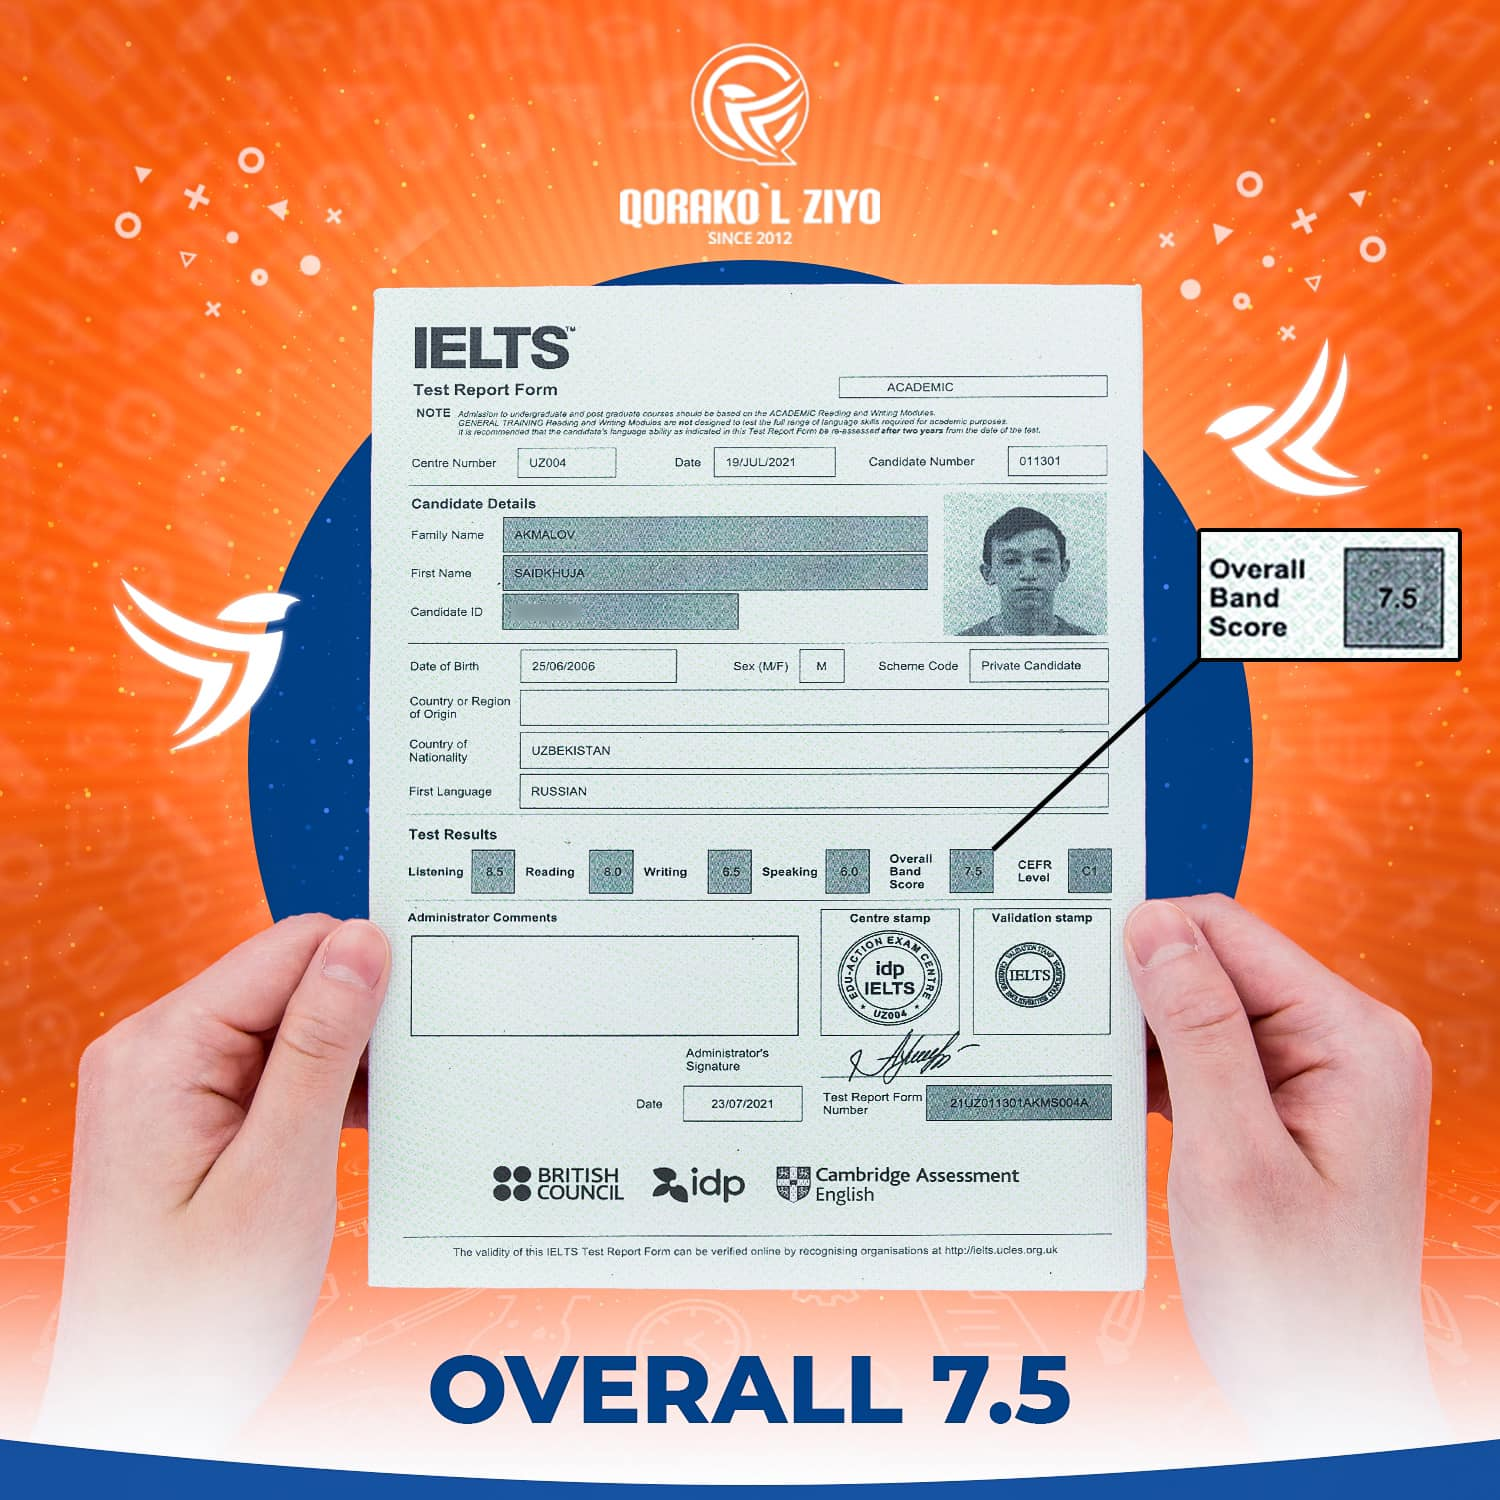 QORAKO`L ZIYO
SINCE 2012
IELTS™
Test Report Form
ACADEMIC
NOTE Admission to undergraduate and post graduate courses should be based on the ACADEMIC Reading and Writing Modules.
GENERAL TRAINING Reading and Writing Modules are not designed to test the full range of language skills required for academic purposes.
It is recommended that the candidate's language ability as indicated in this Test Report Form be re-assessed after two years from the date of the test.
Centre Number UZ004 Date 19/JUL/2021 Candidate Number 011301
Candidate Details
Family Name AKMALOV
First Name SAIDKHUJA
Candidate ID
Date of Birth 25/06/2006 Sex (M/F) M Scheme Code Private Candidate
Country or Region
of Origin
Country of
Nationality UZBEKISTAN
First Language RUSSIAN
Overall
Band
Score
7.5
Test Results
Listening 8.5 Reading 8.0 Writing 6.5 Speaking 6.0
Overall
Band
Score
7.5
CEFR
Level
C1
Administrator Comments
Centre stamp
EDU-ACTION EXAM CENTRE
idp
IELTS
UZ004
Validation stamp
IELTS
Administrator's
Signature
Date 23/07/2021
Test Report Form
Number
21UZ011301AKMS004A
BRITISH
COUNCIL
idp
Cambridge Assessment
English
The validity of this IELTS Test Report Form can be verified online by recognising organisations at http://ielts.ucles.org.uk
OVERALL 7.5